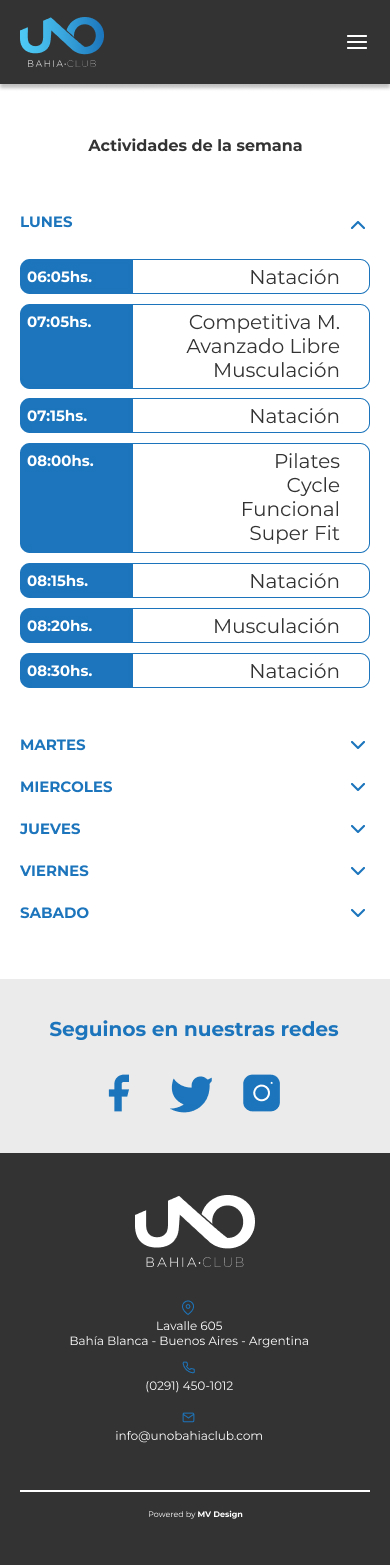 UNO
BAHIA·CLUB
Actividades de la semana
LUNES
06:05hs. Natación
07:05hs. Competitiva M.
Avanzado Libre
Musculación
07:15hs. Natación
08:00hs. Pilates
Cycle
Funcional
Super Fit
08:15hs. Natación
08:20hs. Musculación
08:30hs. Natación
MARTES
MIERCOLES
JUEVES
VIERNES
SABADO
Seguinos en nuestras redes
UNO
BAHIA·CLUB
Lavalle 605
Bahía Blanca - Buenos Aires - Argentina
(0291) 450-1012
info@unobahiaclub.com
Powered by MV Design